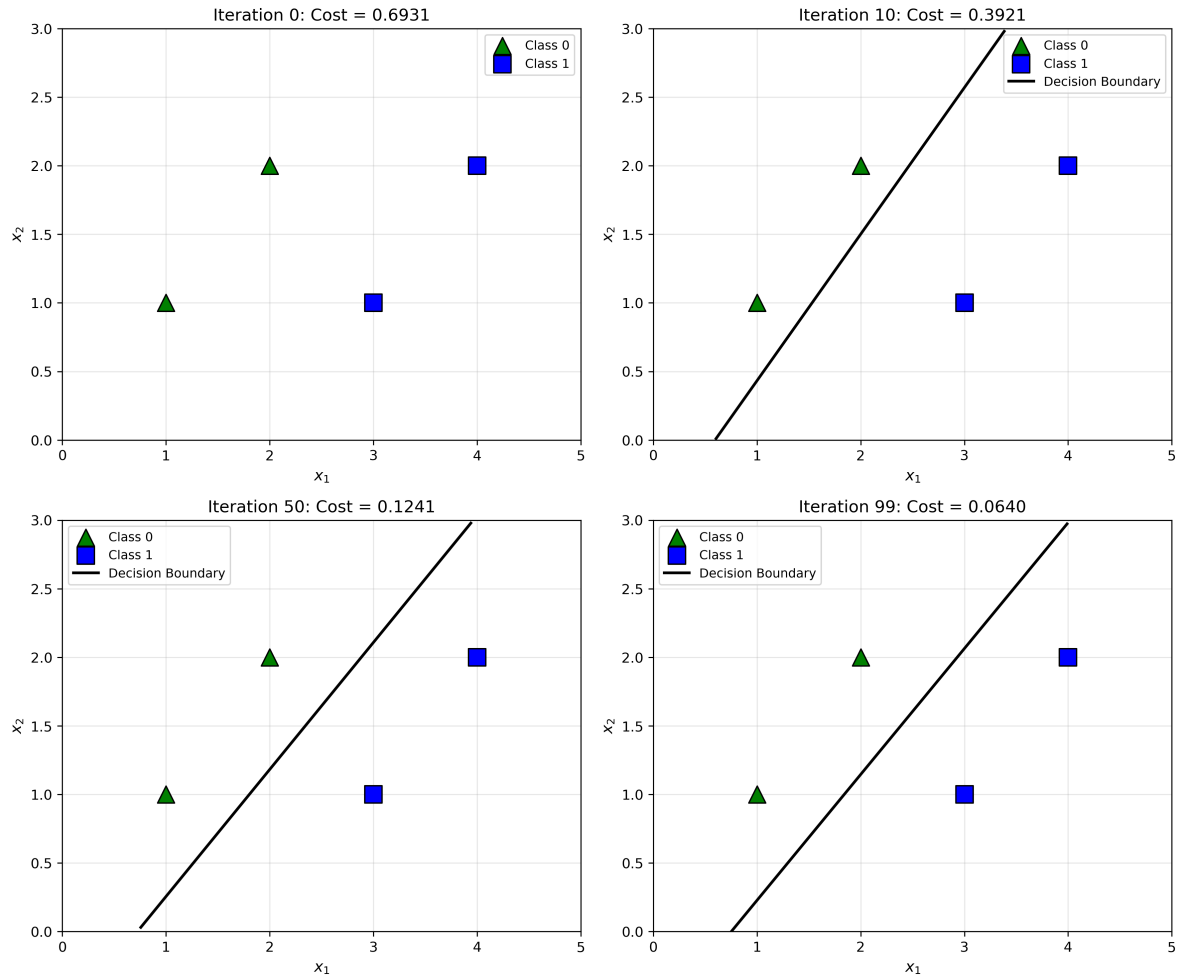 Iteration 0: Cost = 0.6931
Class 0
Class 1
3.0
2.5
2.0
1.5
1.0
0.5
0.0
x₂
0 1 2 3 4 5
x₁
Iteration 10: Cost = 0.3921
Class 0
Class 1
Decision Boundary
3.0
2.5
2.0
1.5
1.0
0.5
0.0
x₂
0 1 2 3 4 5
x₁
Iteration 50: Cost = 0.1241
Class 0
Class 1
Decision Boundary
3.0
2.5
2.0
1.5
1.0
0.5
0.0
x₂
0 1 2 3 4 5
x₁
Iteration 99: Cost = 0.0640
Class 0
Class 1
Decision Boundary
3.0
2.5
2.0
1.5
1.0
0.5
0.0
x₂
0 1 2 3 4 5
x₁